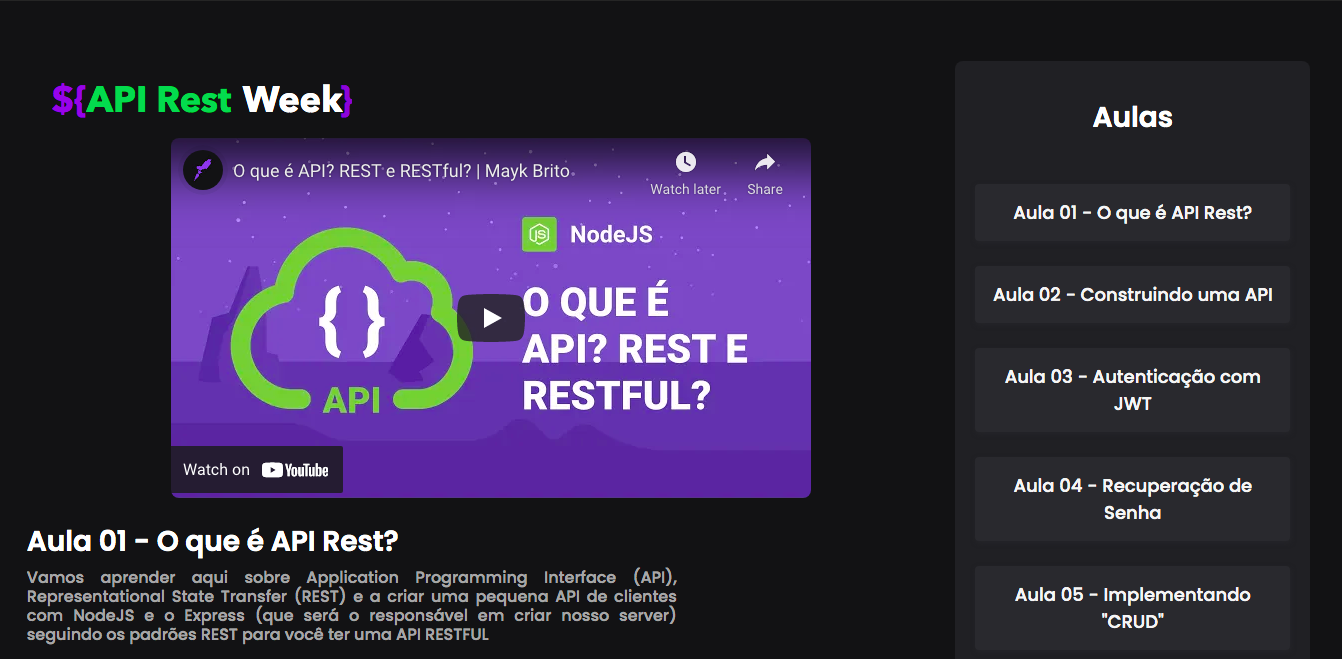 ${API Rest Week}
O que é API? REST e RESTful? | Mayk Brito
Watch later
Share
JS
NodeJS
O QUE É
API? REST E
RESTFUL?
{ }
API
Watch on YouTube
Aula 01 - O que é API Rest?
Vamos aprender aqui sobre Application Programming Interface (API),
Representational State Transfer (REST) e a criar uma pequena API de clientes
com NodeJS e o Express (que será o responsável em criar nosso server)
seguindo os padrões REST para você ter uma API RESTFUL
Aulas
Aula 01 - O que é API Rest?
Aula 02 - Construindo uma API
Aula 03 - Autenticação com
JWT
Aula 04 - Recuperação de
Senha
Aula 05 - Implementando
"CRUD"